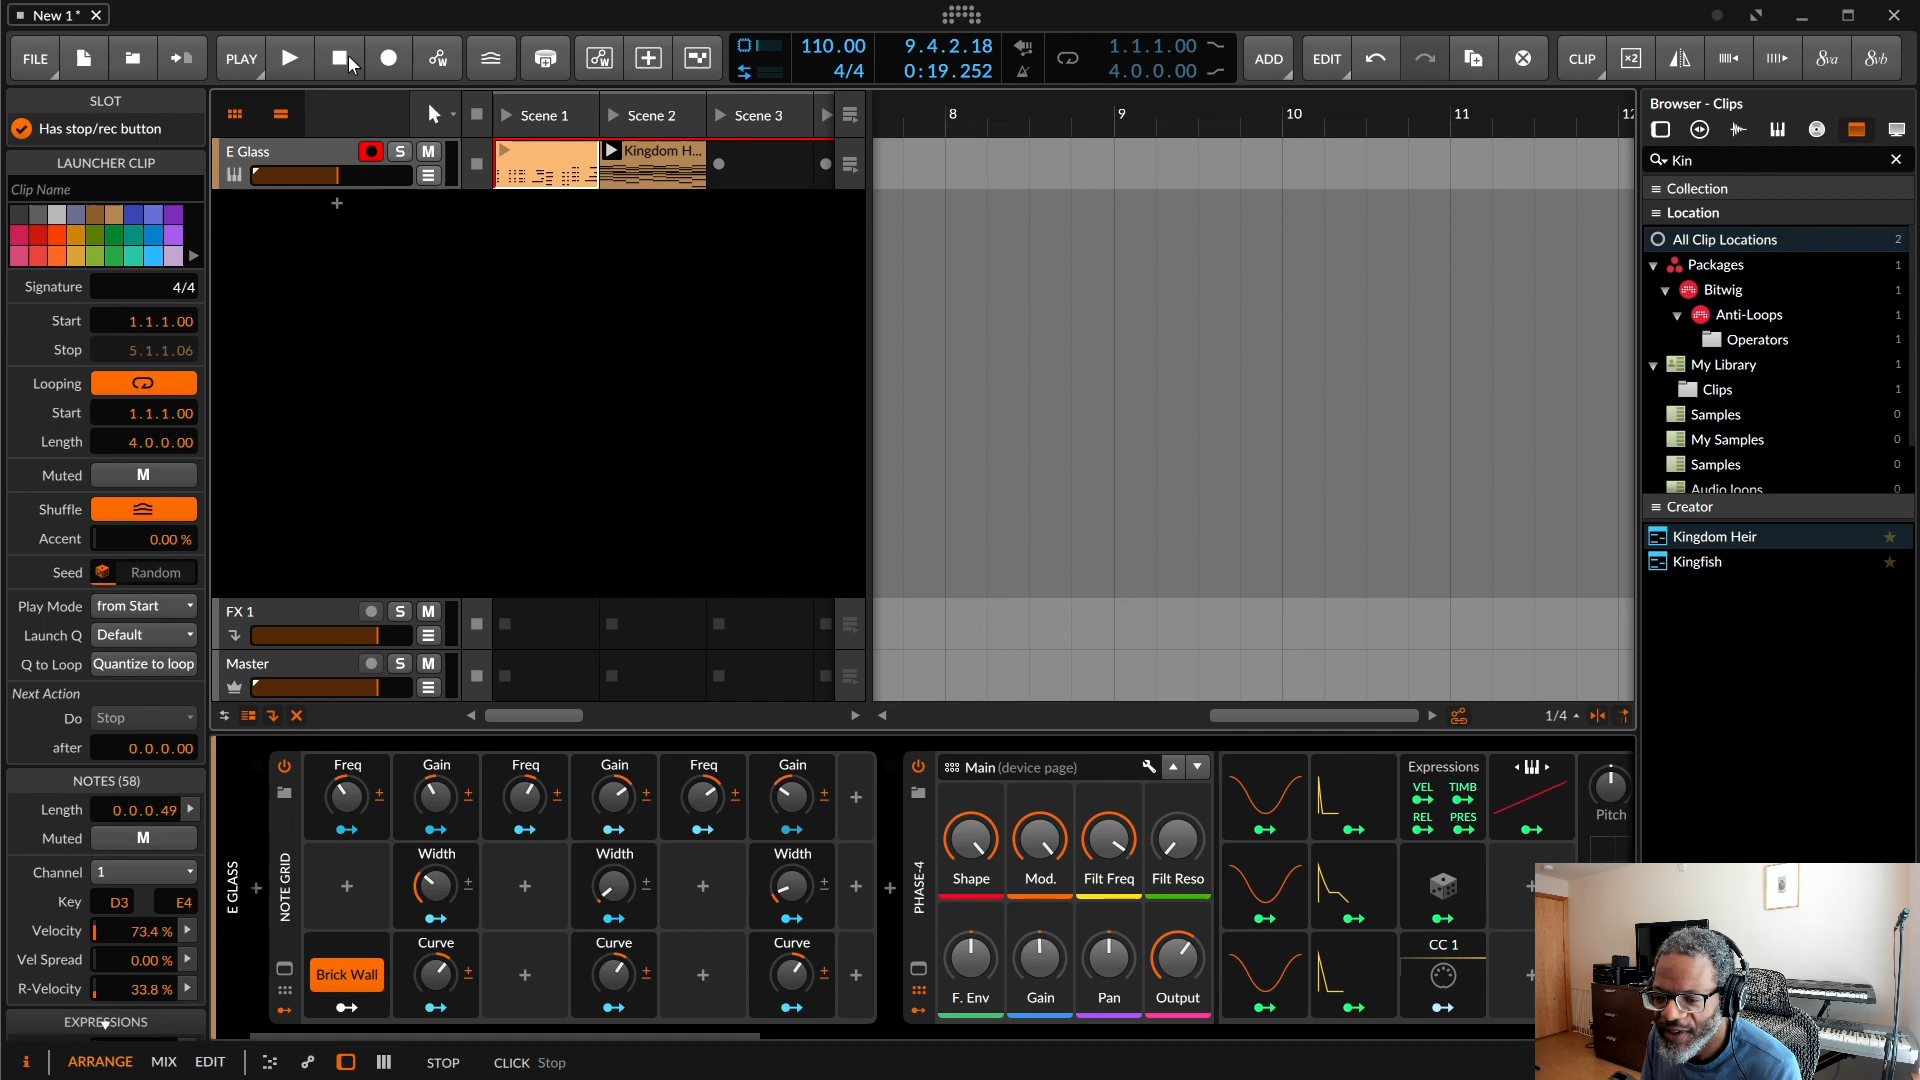 New 1*
FILE
PLAY
110.00
4/4
9.4.2.18
0:19.252
1.1.1.00
4.0.0.00
ADD
EDIT
CLIP
×2
8va
8vb
SLOT
Has stop/rec button
LAUNCHER CLIP
Clip Name
Signature 4/4
Start 1.1.1.00
Stop 5.1.1.06
Looping
Start 1.1.1.00
Length 4.0.0.00
Muted M
Shuffle
Accent 0.00 %
Seed Random
Play Mode from Start
Launch Q Default
Q to Loop Quantize to loop
Next Action
Do Stop
after 0.0.0.00
NOTES (58)
Length 0.0.0.49
Muted M
Channel 1
Key D3 E4
Velocity 73.4 %
Vel Spread 0.00 %
R-Velocity 33.8 %
EXPRESSIONS
Scene 1
Scene 2
Scene 3
E Glass
S M
Kingdom H...
FX 1
S M
Master
S M
8 9 10 11 12
1/4
Browser - Clips
Kin
Collection
Location
All Clip Locations 2
Packages 1
Bitwig 1
Anti-Loops 1
Operators 1
My Library 1
Clips 1
Samples 0
My Samples 0
Samples 0
Audio loops 0
Creator
Kingdom Heir
Kingfish
E GLASS
NOTE GRID
Freq Gain Freq Gain Freq Gain
Width Width Width
Curve Curve Curve
Brick Wall
PHASE-4
Main (device page)
Shape Mod. Filt Freq Filt Reso
F. Env Gain Pan Output
Expressions
VEL TIMB
REL PRES
CC 1
Pitch
i
ARRANGE MIX EDIT
STOP
CLICK Stop